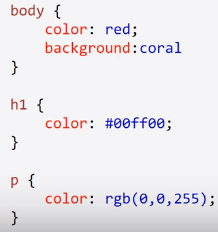 body {
color: red;
background:coral
}
h1 {
color: #00ff00;
}
p {
color: rgb(0,0,255);
}